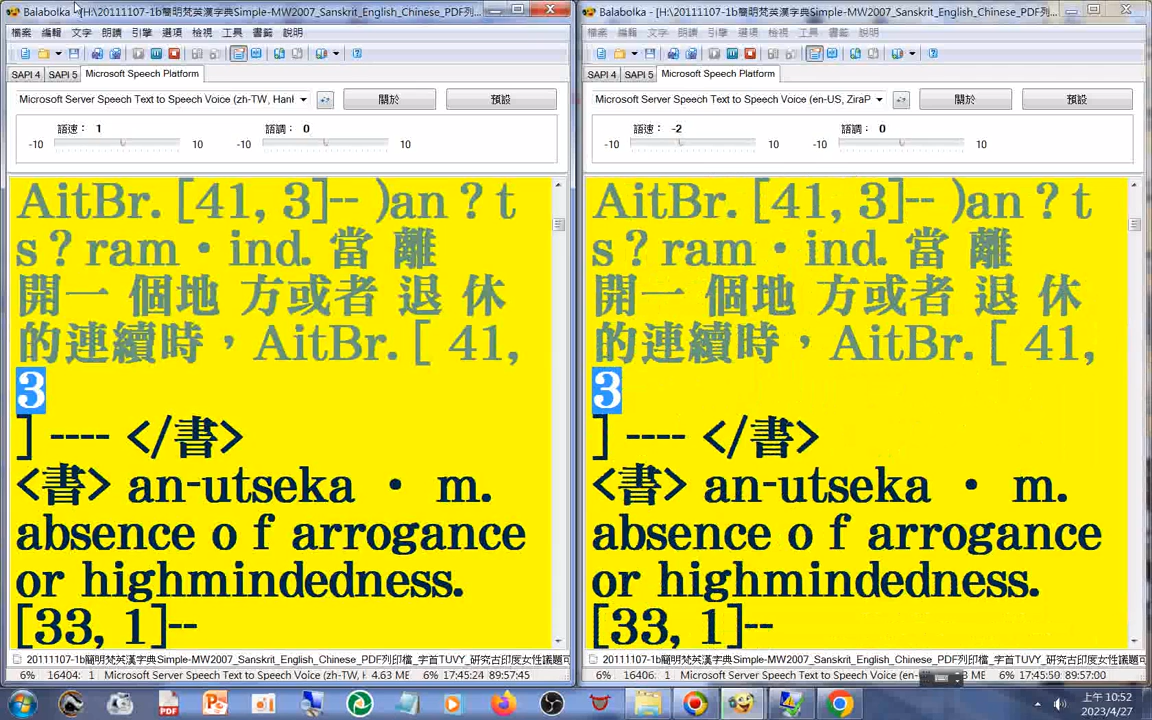 Balabolka - [H:\20111107-1b簡明梵英漢字典Simple-MW2007_Sanskrit_English_Chinese_PDF列...
檔案 編輯 文字 朗讀 引擎 選項 檢視 工具 書籤 說明
SAPI 4 SAPI 5 Microsoft Speech Platform
Microsoft Server Speech Text to Speech Voice (zh-TW, Hanl
關於 預設
語速: 1 語調: 0
-10 10 -10 10
AitBr. [41, 3]-- )an？t
s？ram・ind. 當 離
開一 個地 方或者 退 休
的連續時，AitBr. [ 41,
3
] ---- </書>
<書> an-utseka ・ m.
absence o f arrogance
or highmindedness.
[33, 1]--
20111107-1b簡明梵英漢字典Simple-MW2007_Sanskrit_English_Chinese_PDF列印檔_字首TUVY_研究古印度女性議題可
6% 16404: 1 Microsoft Server Speech Text to Speech Voice (zh-TW, H 4.63 ME 6% 17:45:24 89:57:45
Balabolka - [H:\20111107-1b簡明梵英漢字典Simple-MW2007_Sanskrit_English_Chinese_PDF列印...
檔案 編輯 文字 朗讀 引擎 選項 檢視 工具 書籤 說明
SAPI 4 SAPI 5 Microsoft Speech Platform
Microsoft Server Speech Text to Speech Voice (en-US, ZiraP
關於 預設
語速: -2 語調: 0
-10 10 -10 10
AitBr. [41, 3]-- )an？t
s？ram・ind. 當 離
開一 個地 方或者 退 休
的連續時，AitBr. [ 41,
3
] ---- </書>
<書> an-utseka ・ m.
absence o f arrogance
or highmindedness.
[33, 1]--
20111107-1b簡明梵英漢字典Simple-MW2007_Sanskrit_English_Chinese_PDF列印檔_字首TUVY_研究古印度女性議題可
6% 16406: 1 Microsoft Server Speech Text to Speech Voice (en-US, ME 6% 17:45:50 89:57:00
PDF
上午 10:52
2023/4/27